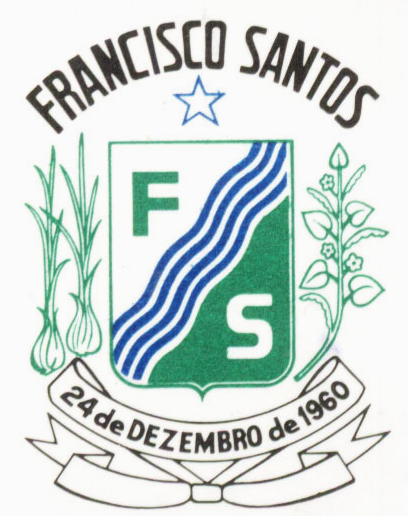 FRANCISCO SANTOS
F
S
24 de DEZEMBRO de 1960